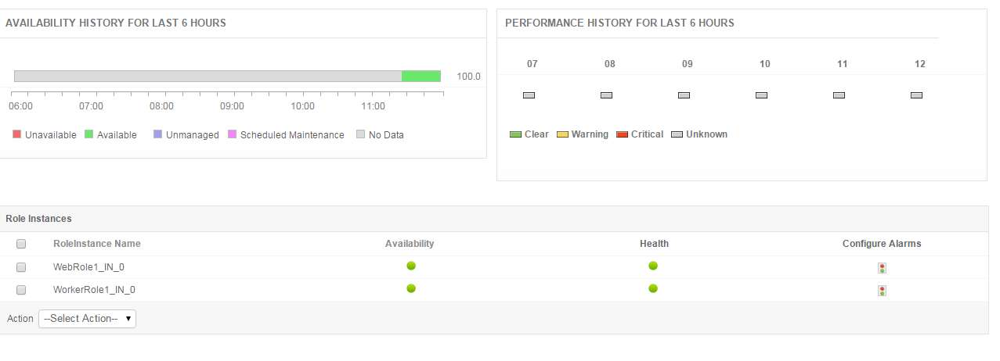 AVAILABILITY HISTORY FOR LAST 6 HOURS
100.0
06:00 07:00 08:00 09:00 10:00 11:00
Unavailable Available Unmanaged Scheduled Maintenance No Data
PERFORMANCE HISTORY FOR LAST 6 HOURS
07 08 09 10 11 12
Clear Warning Critical Unknown
Role Instances
RoleInstance Name Availability Health Configure Alarms
WebRole1_IN_0
WorkerRole1_IN_0
Action --Select Action--